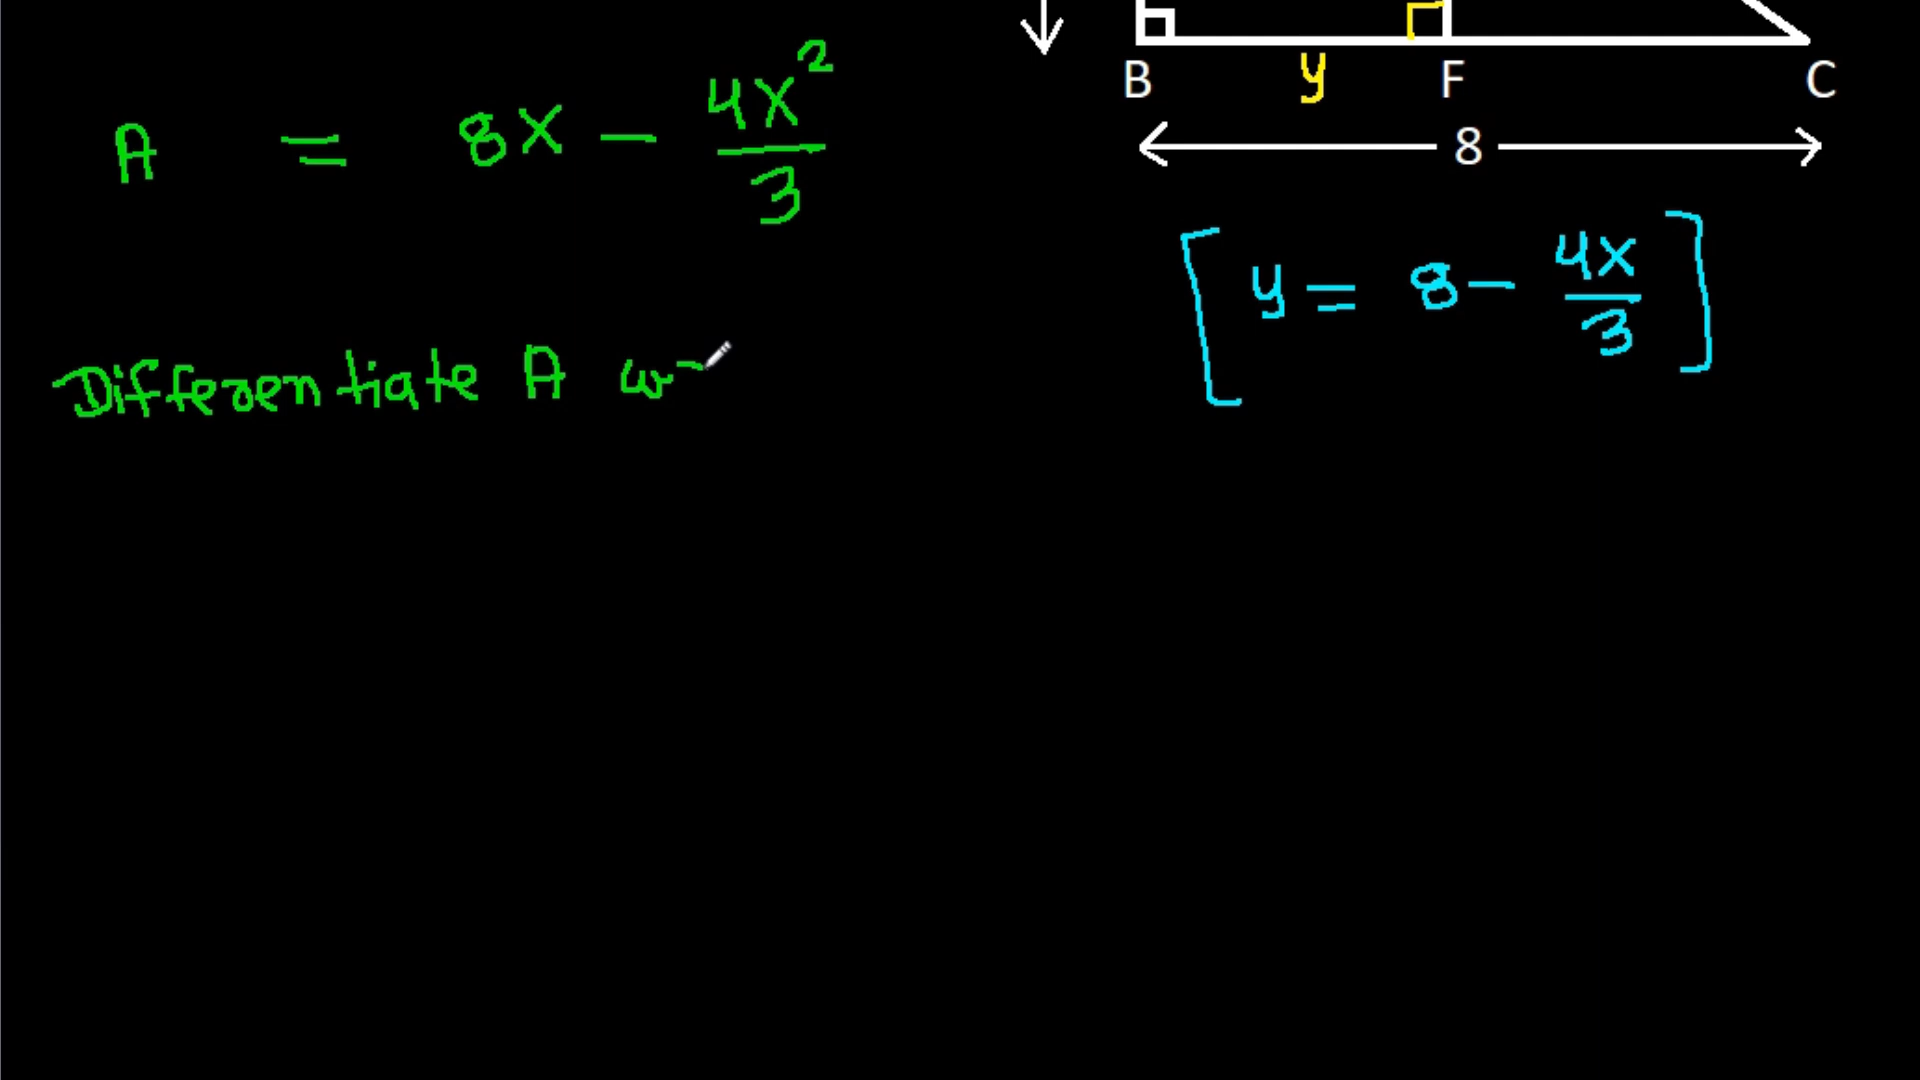 B y F C
8
A = 8x - 4x²/3
[y = 8 - 4x/3]
Differentiate A